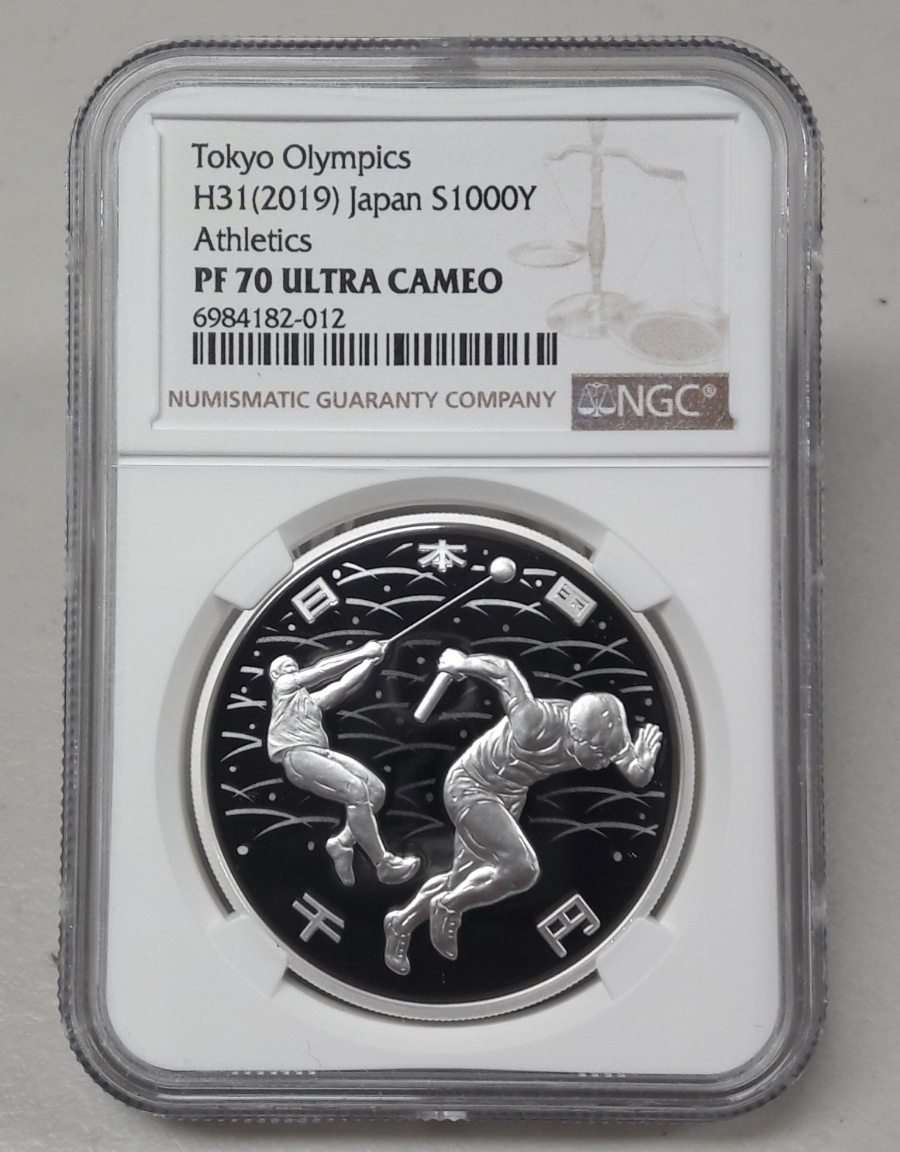 Tokyo Olympics
H31(2019) Japan S1000Y
Athletics
PF 70 ULTRA CAMEO
6984182-012
NUMISMATIC GUARANTY COMPANY
NGC®
日本国
千円